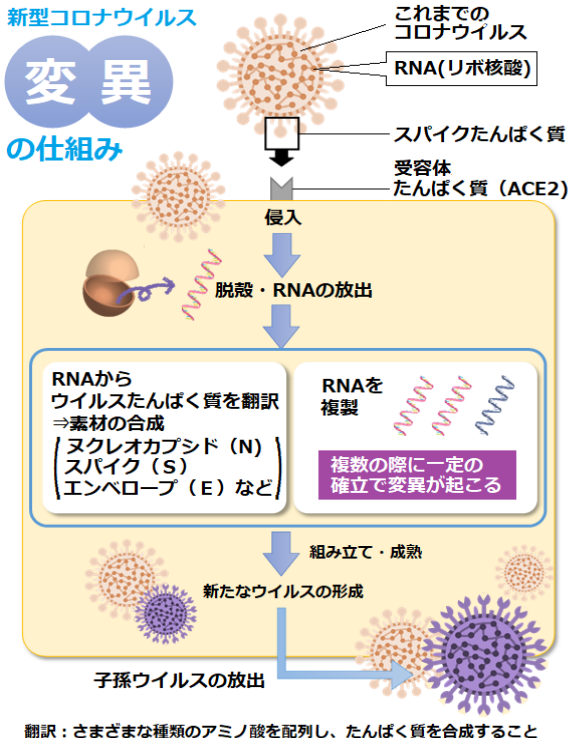 新型コロナウイルス
変異
の仕組み
これまでの
コロナウイルス
RNA(リボ核酸)
スパイクたんぱく質
受容体
たんぱく質（ACE2）
侵入
脱殻・RNAの放出
RNAから
ウイルスたんぱく質を翻訳
⇒素材の合成
ヌクレオカプシド（N)
スパイク（S）
エンベロープ（E）など
RNAを
複製
複数の際に一定の
確立で変異が起こる
組み立て・成熟
新たなウイルスの形成
子孫ウイルスの放出
翻訳：さまざまな種類のアミノ酸を配列し、たんぱく質を合成すること